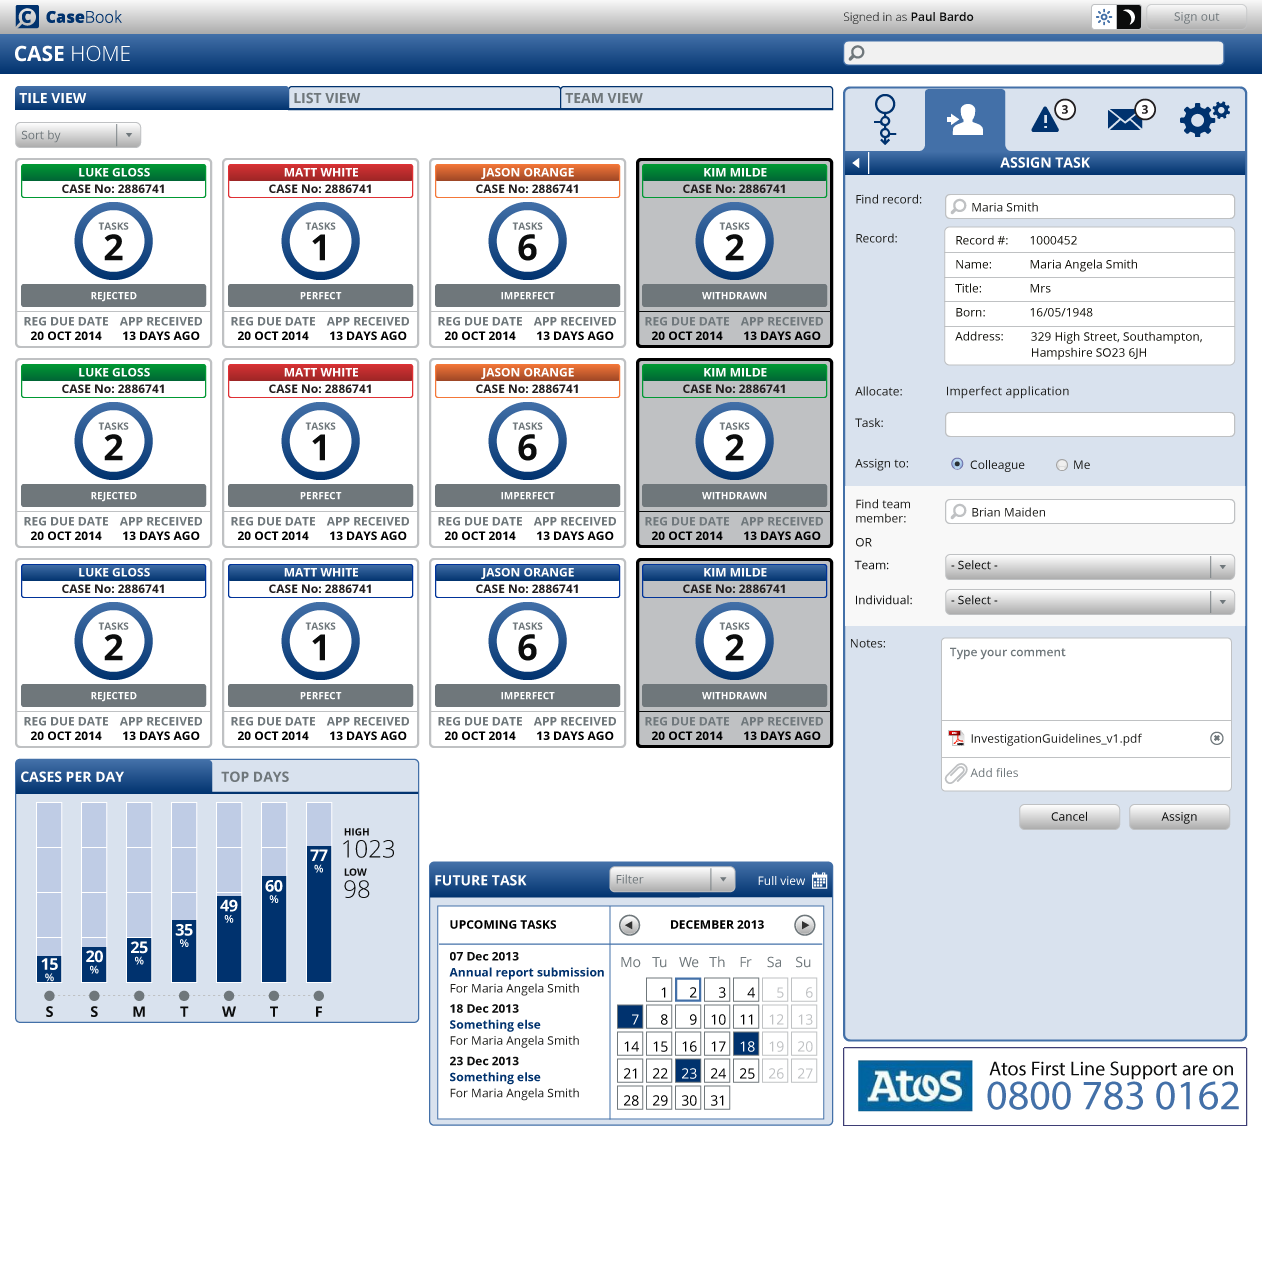 CaseBook
Signed in as Paul Bardo
Sign out
CASE HOME
TILE VIEW
LIST VIEW
TEAM VIEW
Sort by
LUKE GLOSS
CASE No: 2886741
TASKS
2
REJECTED
REG DUE DATE APP RECEIVED
20 OCT 2014 13 DAYS AGO
MATT WHITE
CASE No: 2886741
TASKS
1
PERFECT
REG DUE DATE APP RECEIVED
20 OCT 2014 13 DAYS AGO
JASON ORANGE
CASE No: 2886741
TASKS
6
IMPERFECT
REG DUE DATE APP RECEIVED
20 OCT 2014 13 DAYS AGO
KIM MILDE
CASE No: 2886741
TASKS
2
WITHDRAWN
REG DUE DATE APP RECEIVED
20 OCT 2014 13 DAYS AGO
LUKE GLOSS
CASE No: 2886741
TASKS
2
REJECTED
REG DUE DATE APP RECEIVED
20 OCT 2014 13 DAYS AGO
MATT WHITE
CASE No: 2886741
TASKS
1
PERFECT
REG DUE DATE APP RECEIVED
20 OCT 2014 13 DAYS AGO
JASON ORANGE
CASE No: 2886741
TASKS
6
IMPERFECT
REG DUE DATE APP RECEIVED
20 OCT 2014 13 DAYS AGO
KIM MILDE
CASE No: 2886741
TASKS
2
WITHDRAWN
REG DUE DATE APP RECEIVED
20 OCT 2014 13 DAYS AGO
LUKE GLOSS
CASE No: 2886741
TASKS
2
REJECTED
REG DUE DATE APP RECEIVED
20 OCT 2014 13 DAYS AGO
MATT WHITE
CASE No: 2886741
TASKS
1
PERFECT
REG DUE DATE APP RECEIVED
20 OCT 2014 13 DAYS AGO
JASON ORANGE
CASE No: 2886741
TASKS
6
IMPERFECT
REG DUE DATE APP RECEIVED
20 OCT 2014 13 DAYS AGO
KIM MILDE
CASE No: 2886741
TASKS
2
WITHDRAWN
REG DUE DATE APP RECEIVED
20 OCT 2014 13 DAYS AGO
CASES PER DAY
TOP DAYS
15 %
20 %
25 %
35 %
49 %
60 %
77 %
S S M T W T F
HIGH
1023
LOW
98
FUTURE TASK
Filter
Full view
UPCOMING TASKS
07 Dec 2013
Annual report submission
For Maria Angela Smith
18 Dec 2013
Something else
For Maria Angela Smith
23 Dec 2013
Something else
For Maria Angela Smith
DECEMBER 2013
Mo Tu We Th Fr Sa Su
1 2 3 4 5 6
7 8 9 10 11 12 13
14 15 16 17 18 19 20
21 22 23 24 25 26 27
28 29 30 31
3
3
ASSIGN TASK
Find record:
Maria Smith
Record:
Record #: 1000452
Name: Maria Angela Smith
Title: Mrs
Born: 16/05/1948
Address: 329 High Street, Southampton,
Hampshire SO23 6JH
Allocate: Imperfect application
Task:
Assign to: Colleague Me
Find team
member:
Brian Maiden
OR
Team: - Select -
Individual: - Select -
Notes:
Type your comment
InvestigationGuidelines_v1.pdf
Add files
Cancel
Assign
Atos
Atos First Line Support are on
0800 783 0162